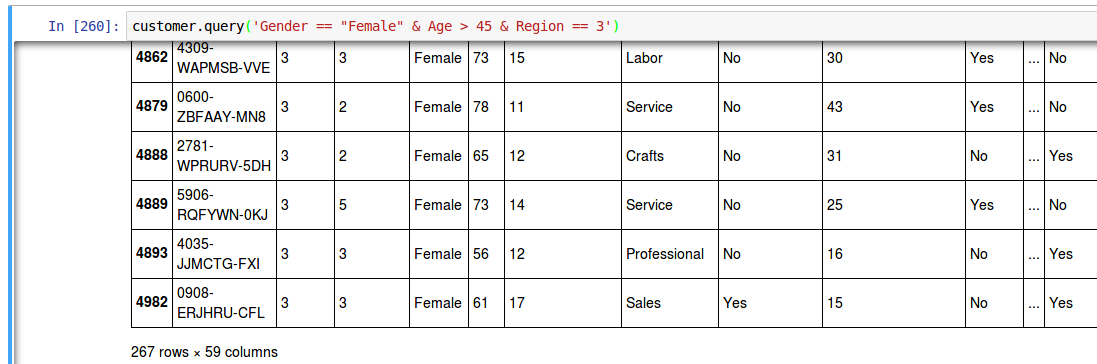 In [260]: customer.query('Gender == "Female" & Age > 45 & Region == 3')
4862 4309-WAPMSB-VVE 3 3 Female 73 15 Labor No 30 Yes ... No
4879 0600-ZBFAAY-MN8 3 2 Female 78 11 Service No 43 Yes ... No
4888 2781-WPRURV-5DH 3 2 Female 65 12 Crafts No 31 No ... Yes
4889 5906-RQFYWN-0KJ 3 5 Female 73 14 Service No 25 Yes ... No
4893 4035-JJMCTG-FXI 3 3 Female 56 12 Professional No 16 No ... Yes
4982 0908-ERJHRU-CFL 3 3 Female 61 17 Sales Yes 15 No ... Yes
267 rows × 59 columns